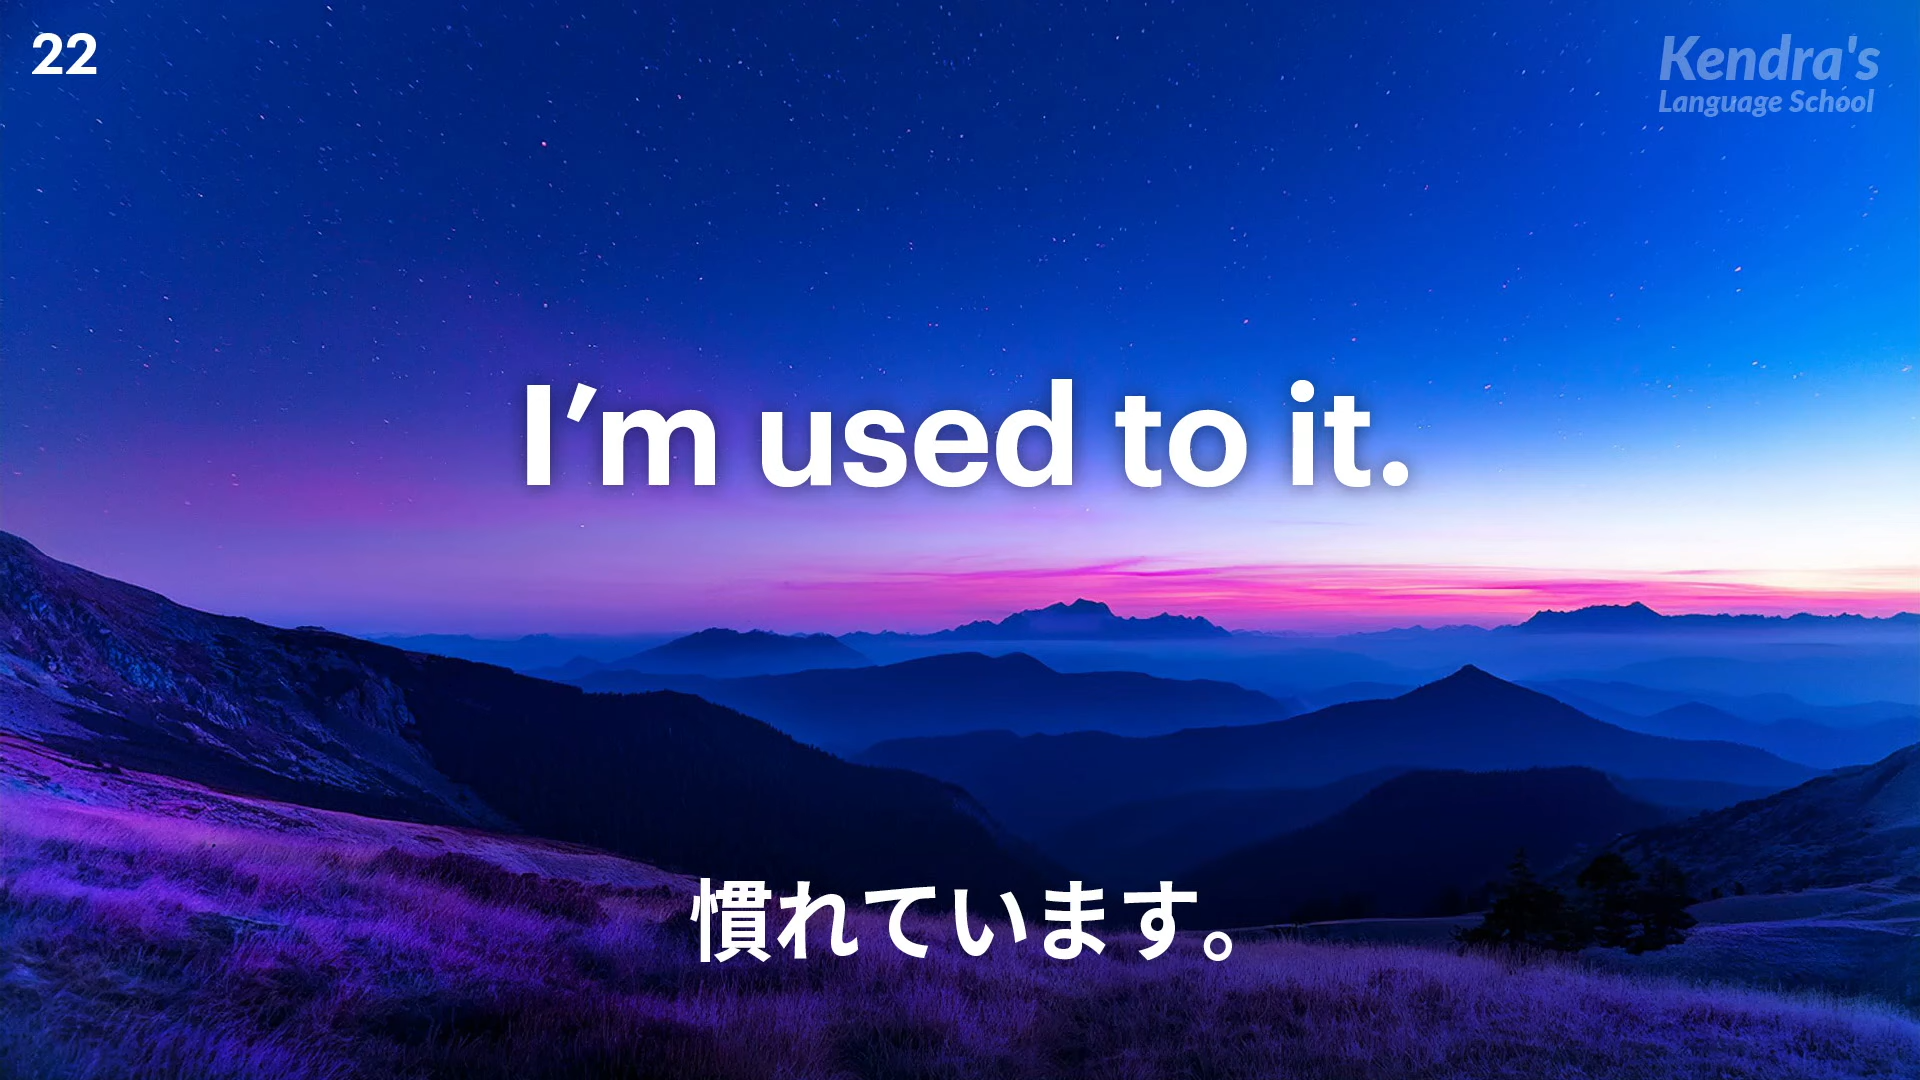 22
Kendra's
Language School
I’m used to it.
慣れています。